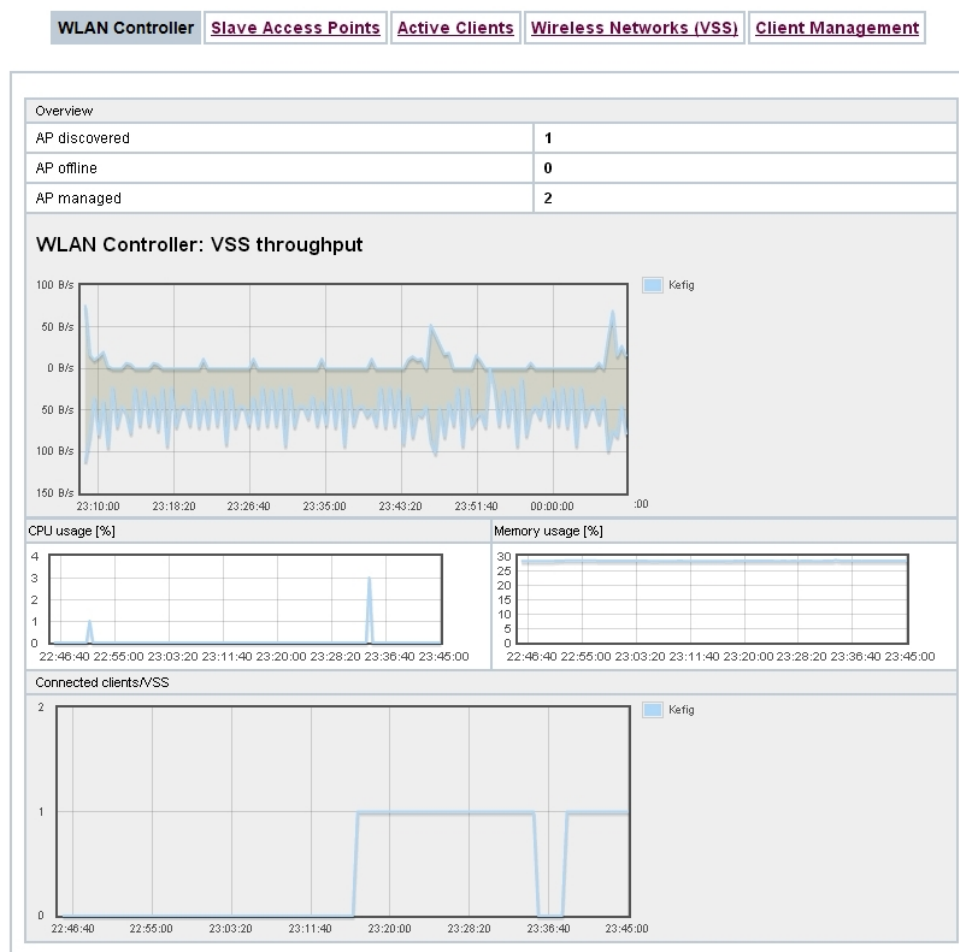 WLAN Controller Slave Access Points Active Clients Wireless Networks (VSS) Client Management
Overview
AP discovered 1
AP offline 0
AP managed 2
WLAN Controller: VSS throughput
100 B/s
50 B/s
0 B/s
50 B/s
100 B/s
150 B/s
23:10:00 23:18:20 23:26:40 23:35:00 23:43:20 23:51:40 00:00:00 :00
Kefig
CPU usage [%]
4
3
2
1
0
22:46:40 22:55:00 23:03:20 23:11:40 23:20:00 23:28:20 23:36:40 23:45:00
Memory usage [%]
30
25
20
15
10
5
0
22:46:40 22:55:00 23:03:20 23:11:40 23:20:00 23:28:20 23:36:40 23:45:00
Connected clients/VSS
2
1
0
22:46:40 22:55:00 23:03:20 23:11:40 23:20:00 23:28:20 23:36:40 23:45:00
Kefig